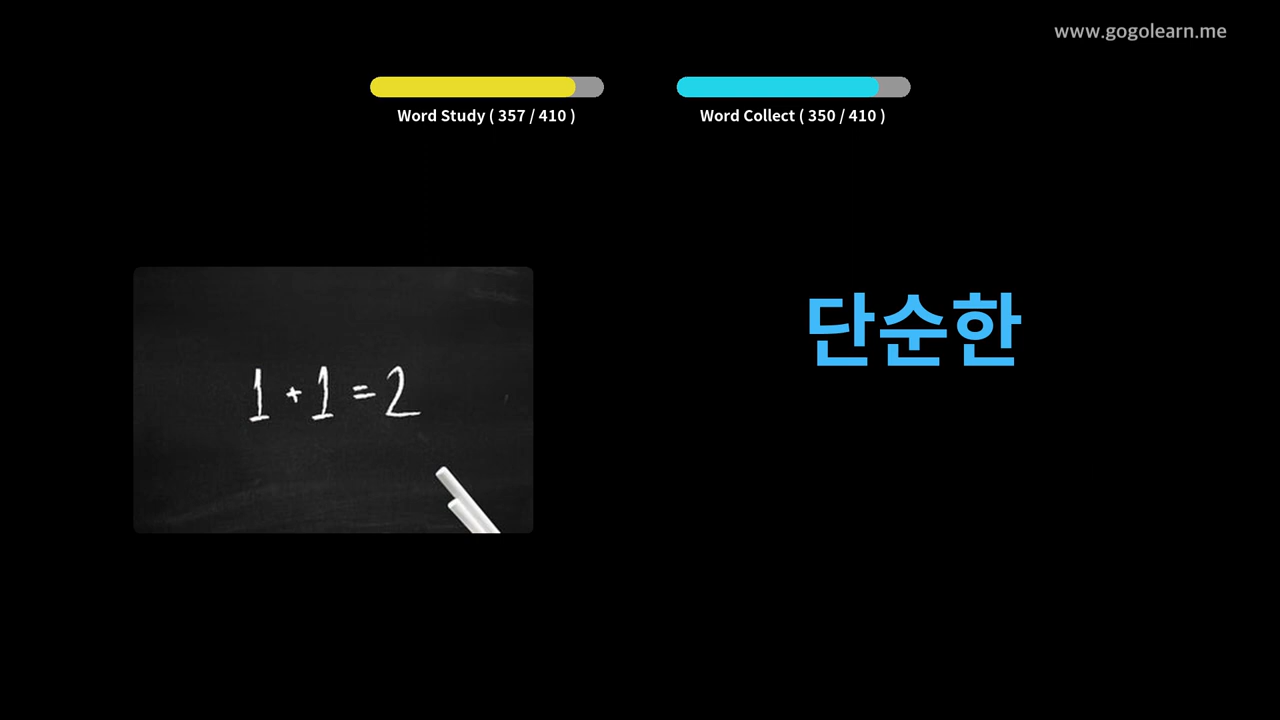 www.gogolearn.me
Word Study ( 357 / 410 )
Word Collect ( 350 / 410 )
1 + 1 = 2
단순한